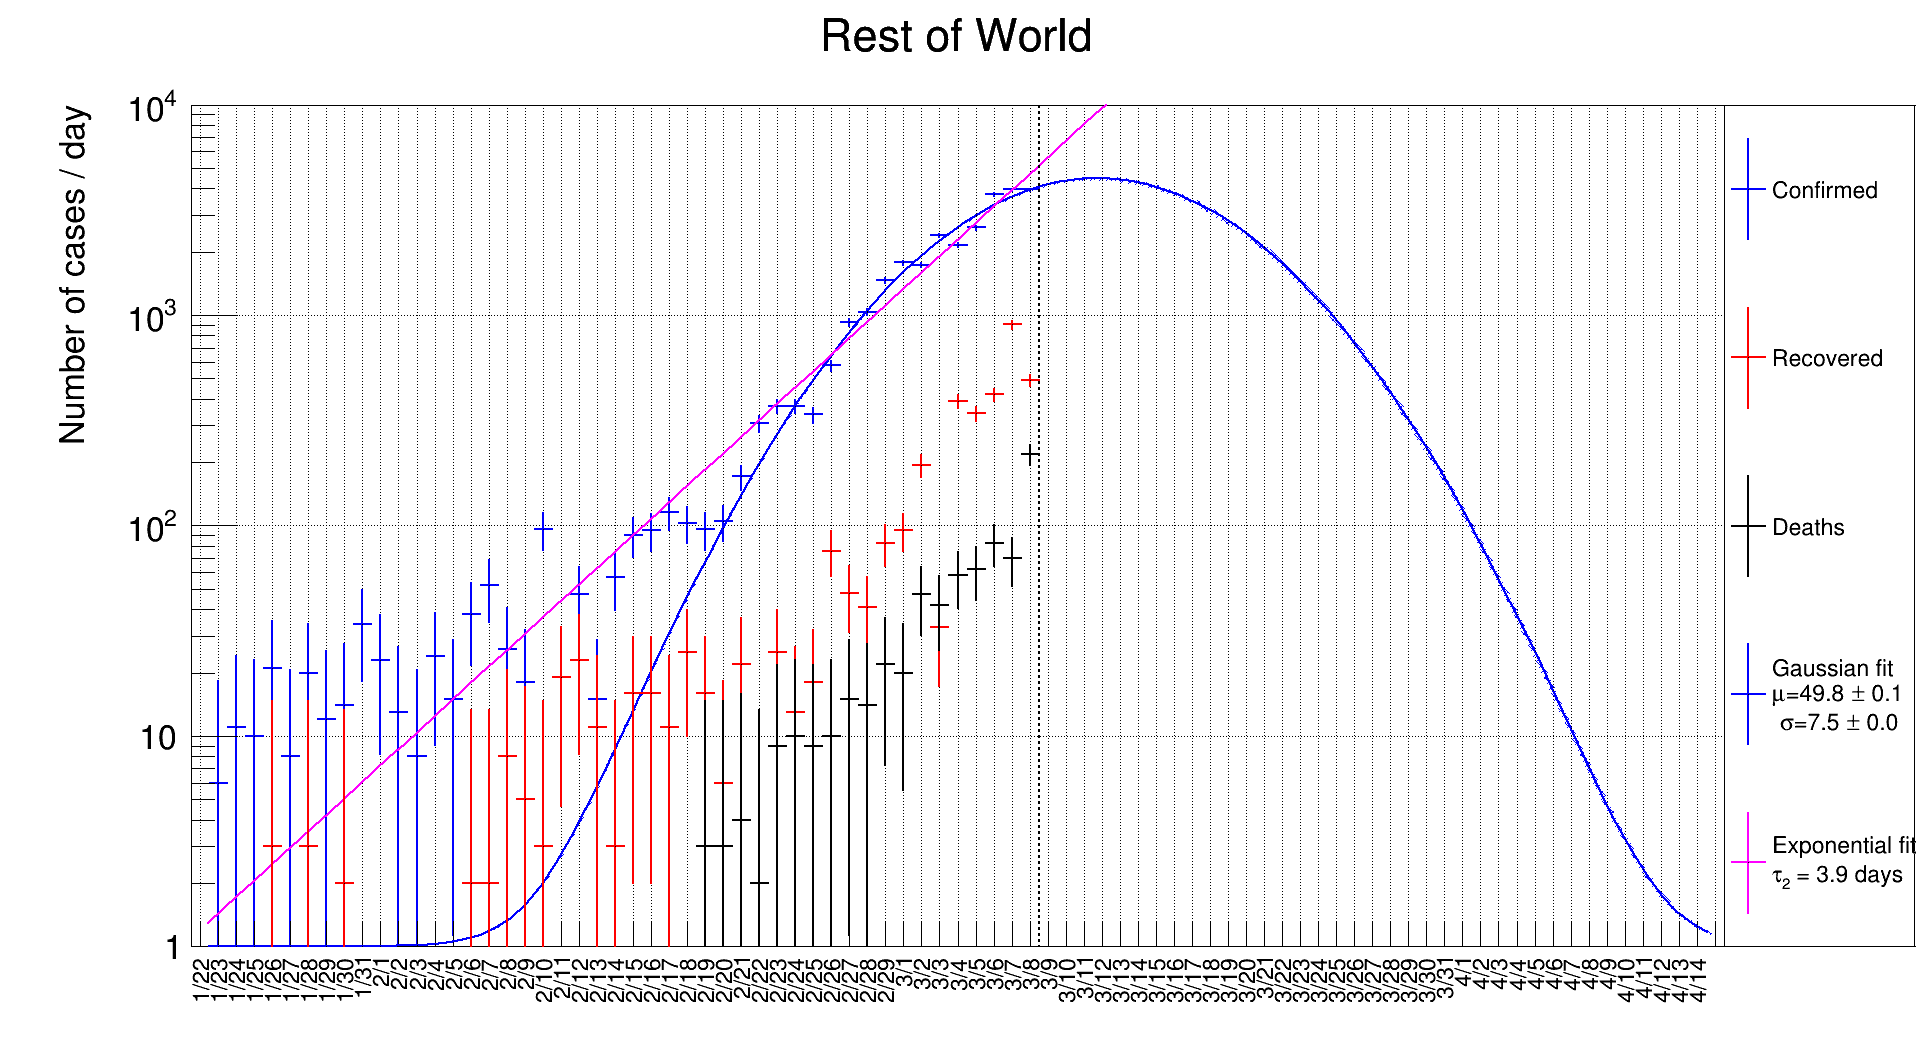 Rest of World
Number of cases / day
10⁴
10³
10²
10
1
1/22 1/23 1/24 1/25 1/26 1/27 1/28 1/29 1/30 1/31 2/1 2/2 2/3 2/4 2/5 2/6 2/7 2/8 2/9 2/10 2/11 2/12 2/13 2/14 2/15 2/16 2/17 2/18 2/19 2/20 2/21 2/22 2/23 2/24 2/25 2/26 2/27 2/28 2/29 3/1 3/2 3/3 3/4 3/5 3/6 3/7 3/8 3/9 3/10 3/11 3/12 3/13 3/14 3/15 3/16 3/17 3/18 3/19 3/20 3/21 3/22 3/23 3/24 3/25 3/26 3/27 3/28 3/29 3/30 3/31 4/1 4/2 4/3 4/4 4/5 4/6 4/7 4/8 4/9 4/10 4/11 4/12 4/13 4/14
Confirmed
Recovered
Deaths
Gaussian fit
μ=49.8 ± 0.1
σ=7.5 ± 0.0
Exponential fit
τ₂ = 3.9 days